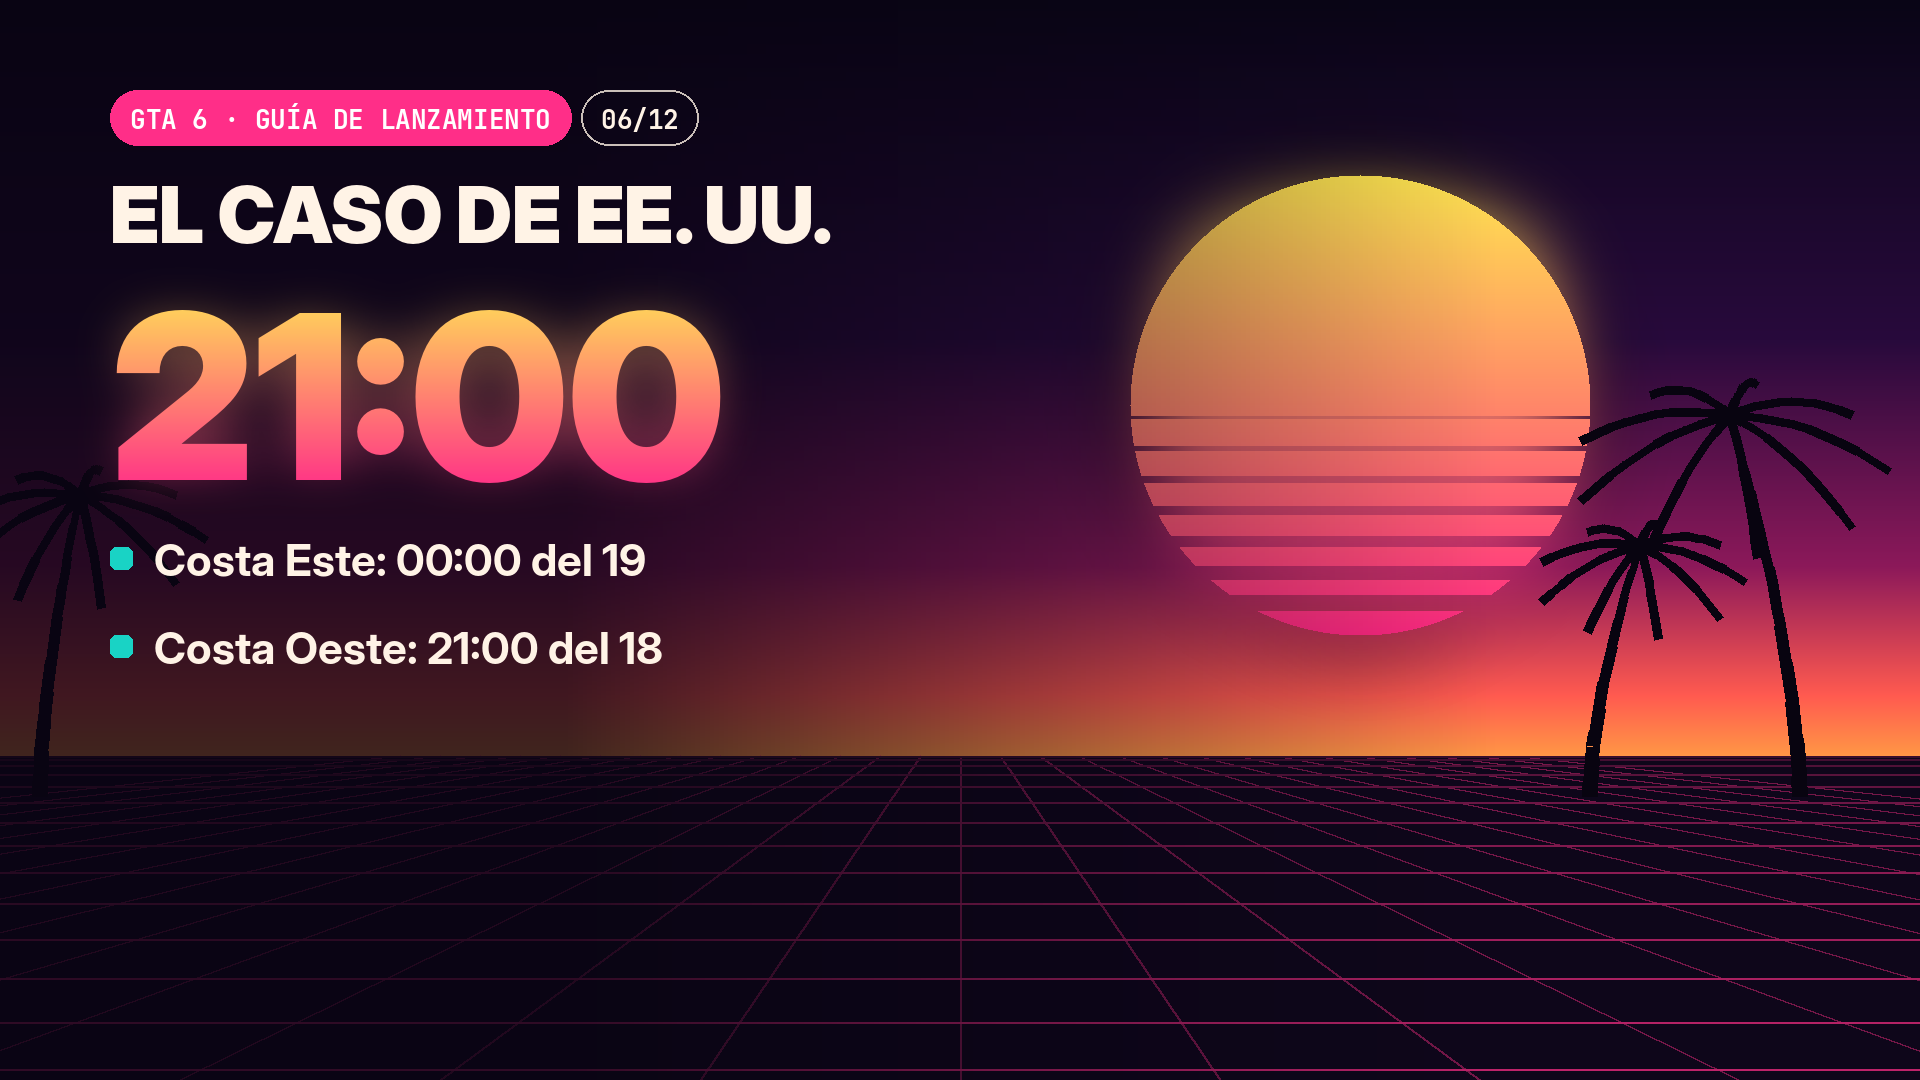 GTA 6 · GUÍA DE LANZAMIENTO 06/12
EL CASO DE EE. UU.
21:00
Costa Este: 00:00 del 19
Costa Oeste: 21:00 del 18